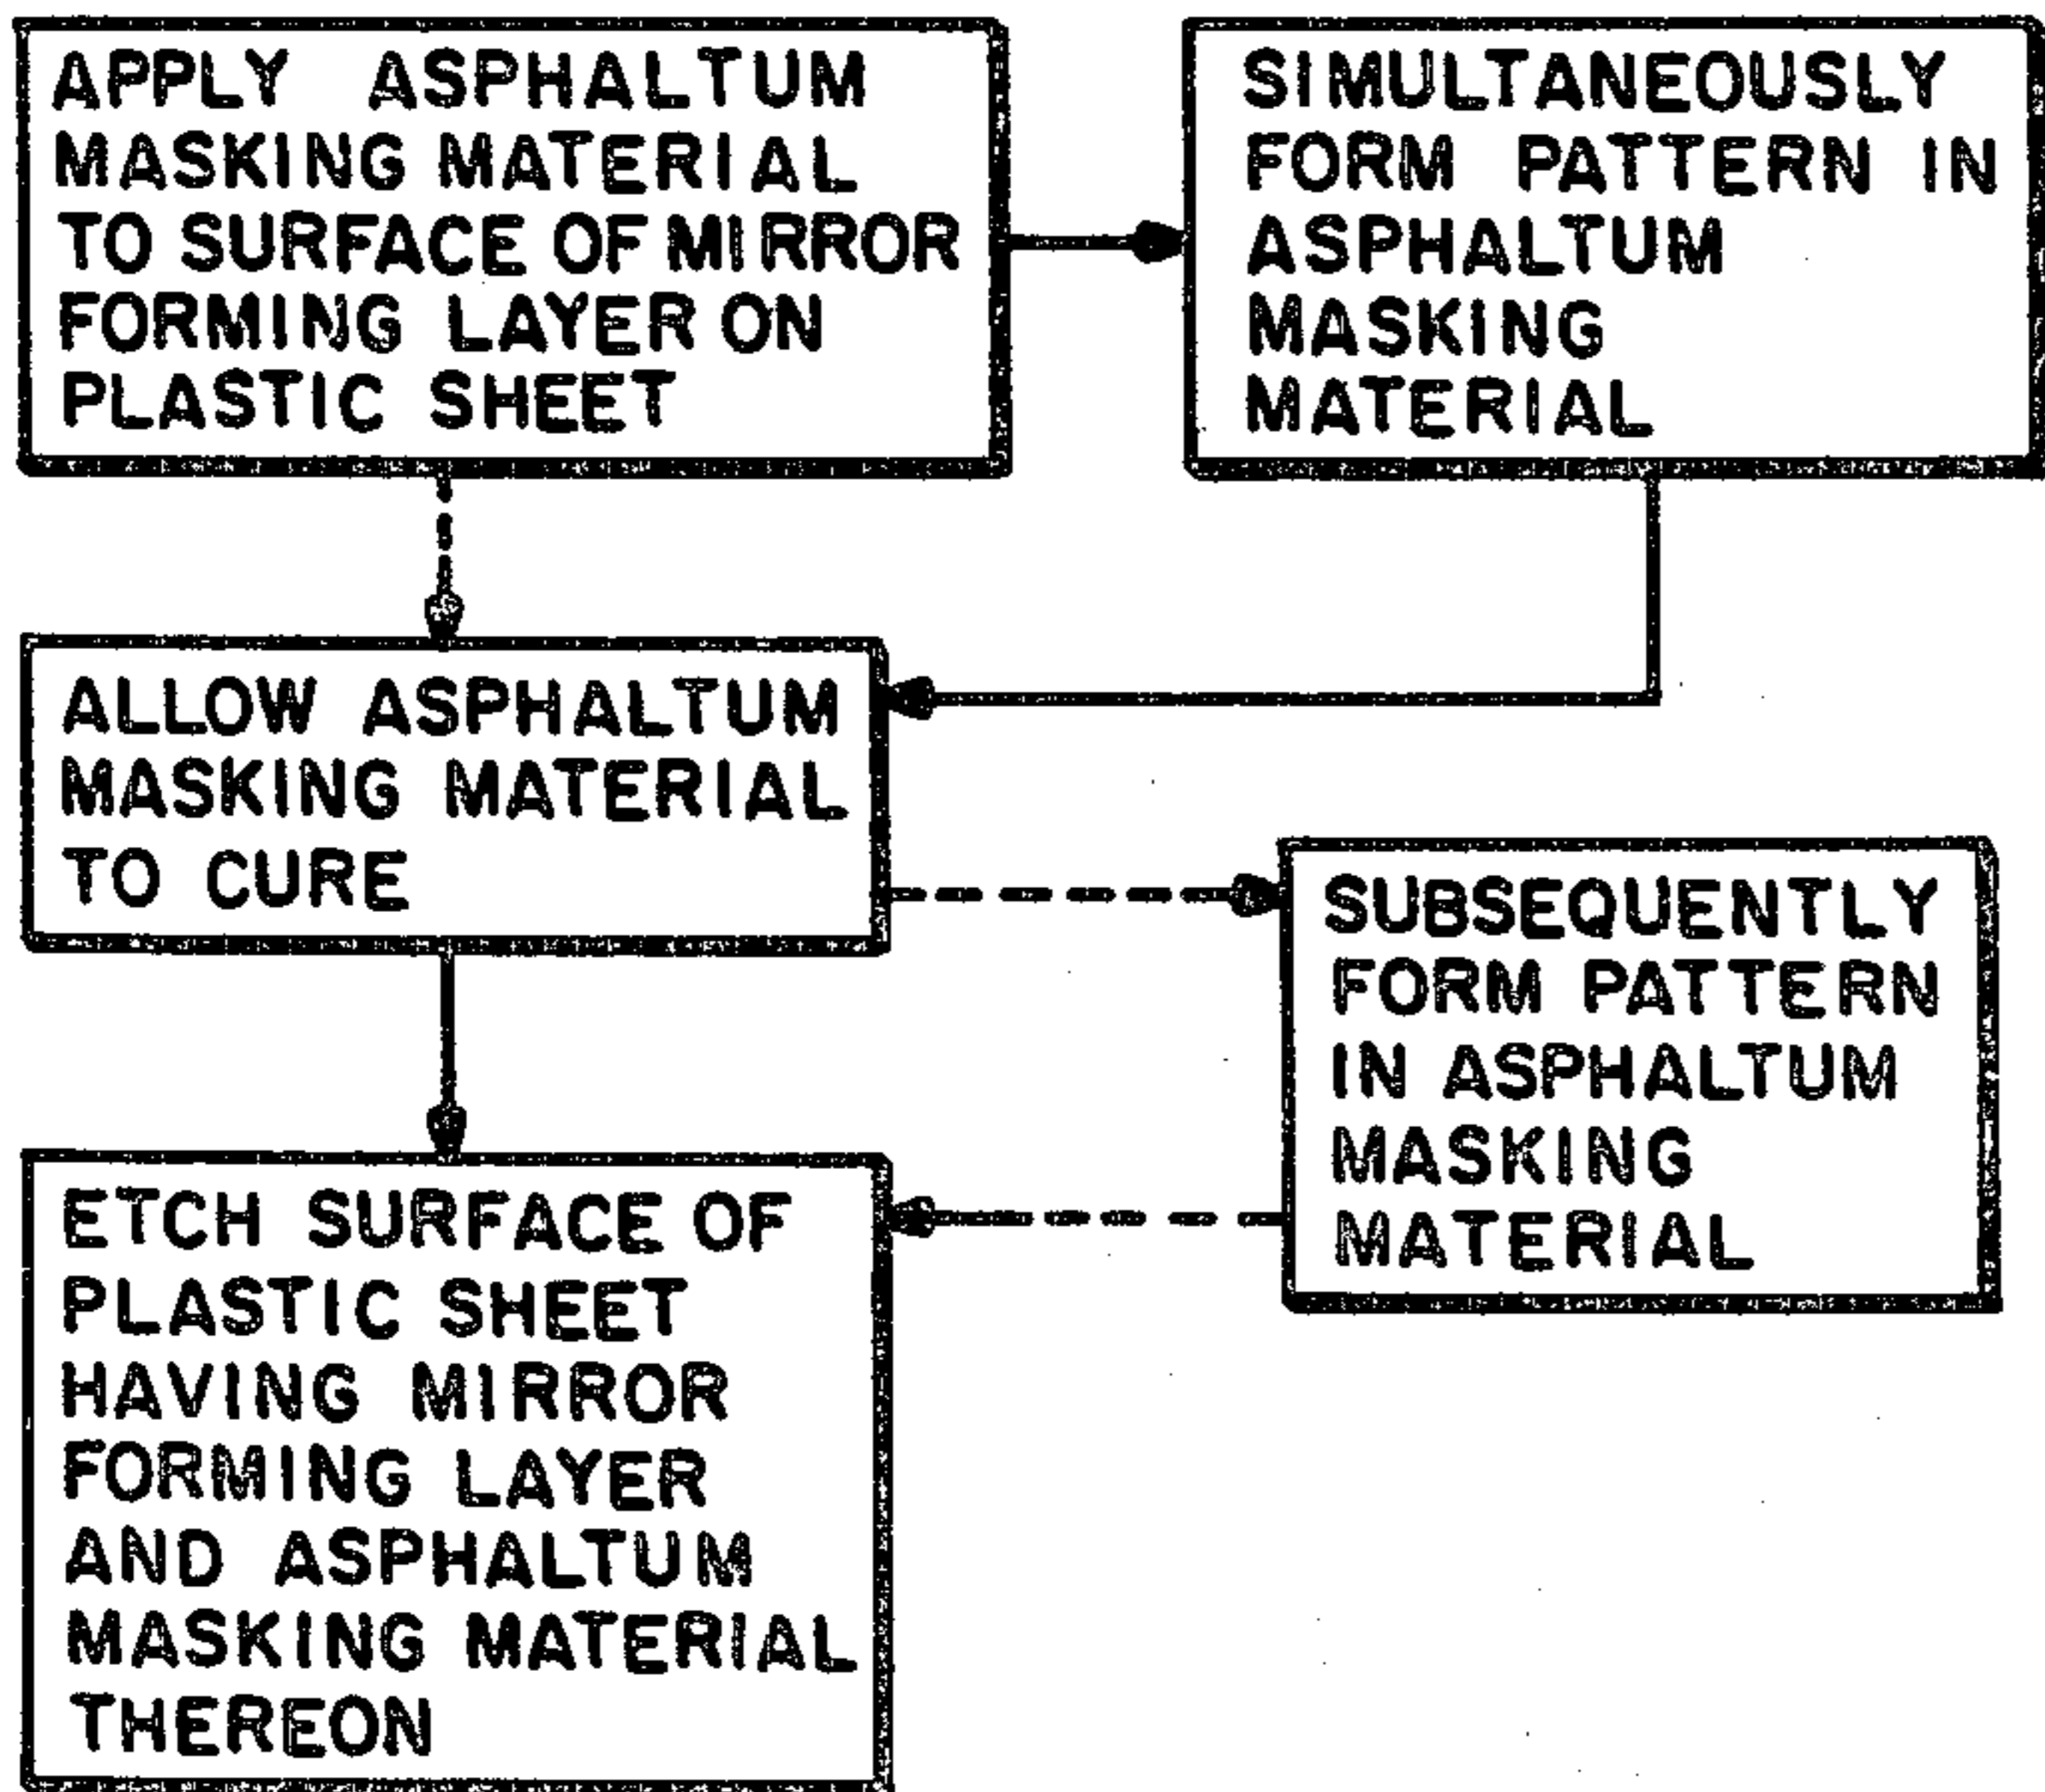 APPLY ASPHALTUM
MASKING MATERIAL
TO SURFACE OF MIRROR
FORMING LAYER ON
PLASTIC SHEET
SIMULTANEOUSLY
FORM PATTERN IN
ASPHALTUM
MASKING
MATERIAL
ALLOW ASPHALTUM
MASKING MATERIAL
TO CURE
SUBSEQUENTLY
FORM PATTERN
IN ASPHALTUM
MASKING
MATERIAL
ETCH SURFACE OF
PLASTIC SHEET
HAVING MIRROR
FORMING LAYER
AND ASPHALTUM
MASKING MATERIAL
THEREON